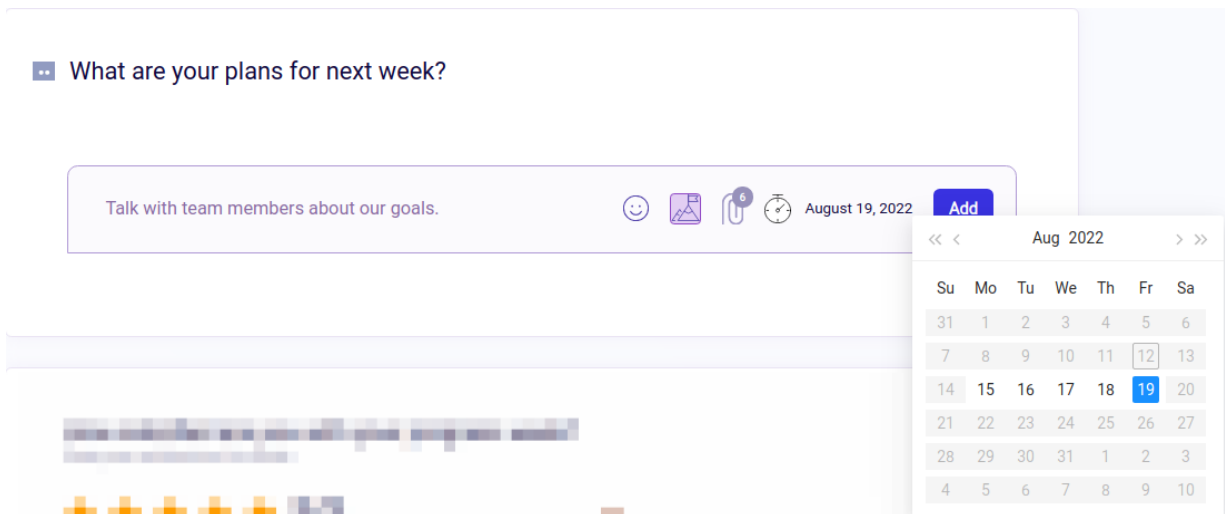 What are your plans for next week?
Talk with team members about our goals.
6
August 19, 2022
Add
« < Aug 2022 > »
Su Mo Tu We Th Fr Sa
31 1 2 3 4 5 6
7 8 9 10 11 12 13
14 15 16 17 18 19 20
21 22 23 24 25 26 27
28 29 30 31 1 2 3
4 5 6 7 8 9 10